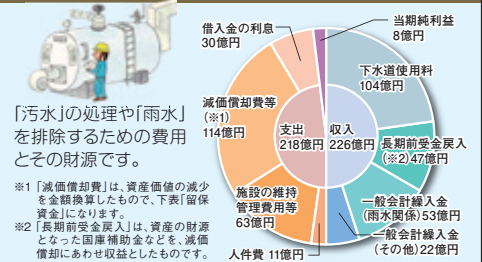 「汚水」の処理や「雨水」
を排除するための費用
とその財源です。
※1 「減価償却費」は、資産価値の減少
を金額換算したもので、下表「留保
資金」になります。
※2 「長期前受金戻入」は、資産の財源
となった国庫補助金などを、減価
償却にあわせ収益としたものです。
借入金の利息
30億円
当期純利益
8億円
下水道使用料
104億円
減価償却費等
(※1)
114億円
支出
218億円
収入
226億円
長期前受金戻入
(※2)47億円
施設の維持
管理費用等
63億円
一般会計繰入金
(雨水関係)53億円
一般会計繰入金
(その他)22億円
人件費 11億円